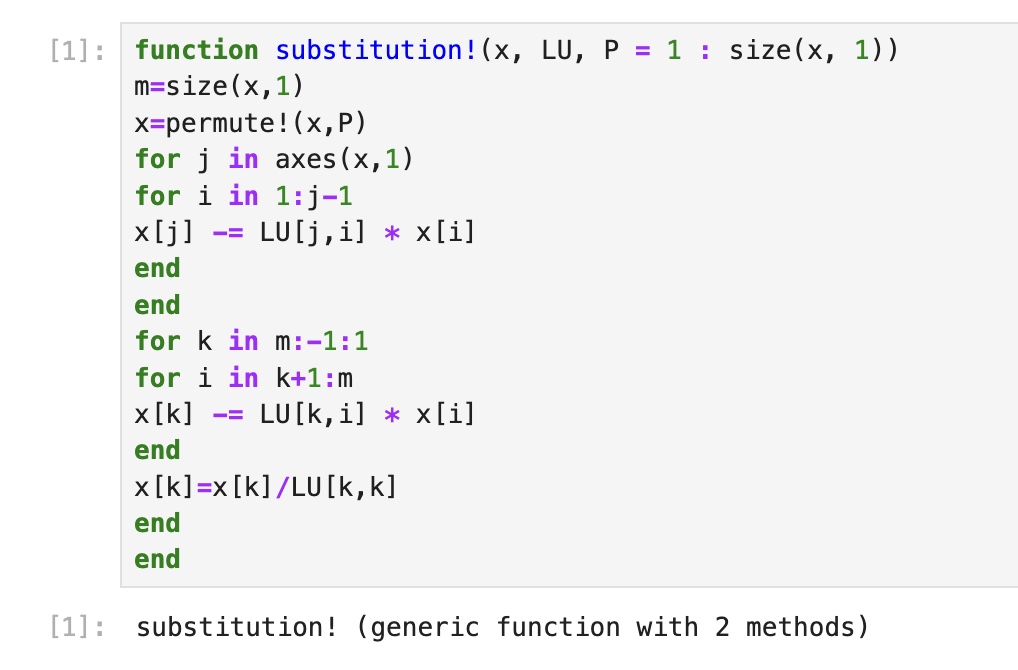 [1]: function substitution!(x, LU, P = 1 : size(x, 1))
m=size(x,1)
x=permute!(x,P)
for j in axes(x,1)
for i in 1:j-1
x[j] -= LU[j,i] * x[i]
end
end
for k in m:-1:1
for i in k+1:m
x[k] -= LU[k,i] * x[i]
end
x[k]=x[k]/LU[k,k]
end
end
[1]: substitution! (generic function with 2 methods)